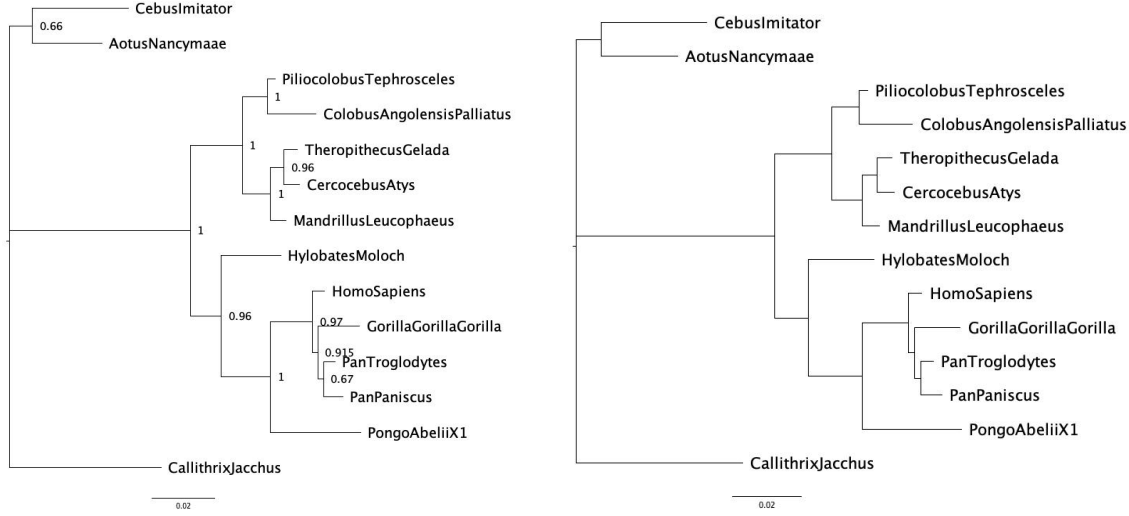 CebusImitator
0.66
AotusNancymaae
PiliocolobusTephrosceles
1
ColobusAngolensisPalliatus
1
TheropithecusGelada
0.96
CercocebusAtys
1
MandrillusLeucophaeus
1
HylobatesMoloch
HomoSapiens
0.96
0.97
GorillaGorillaGorilla
0.915
PanTroglodytes
1
0.67
PanPaniscus
PongoAbeliiX1
CallithrixJacchus
0.02
CebusImitator
AotusNancymaae
PiliocolobusTephrosceles
ColobusAngolensisPalliatus
TheropithecusGelada
CercocebusAtys
MandrillusLeucophaeus
HylobatesMoloch
HomoSapiens
GorillaGorillaGorilla
PanTroglodytes
PanPaniscus
PongoAbeliiX1
CallithrixJacchus
0.02